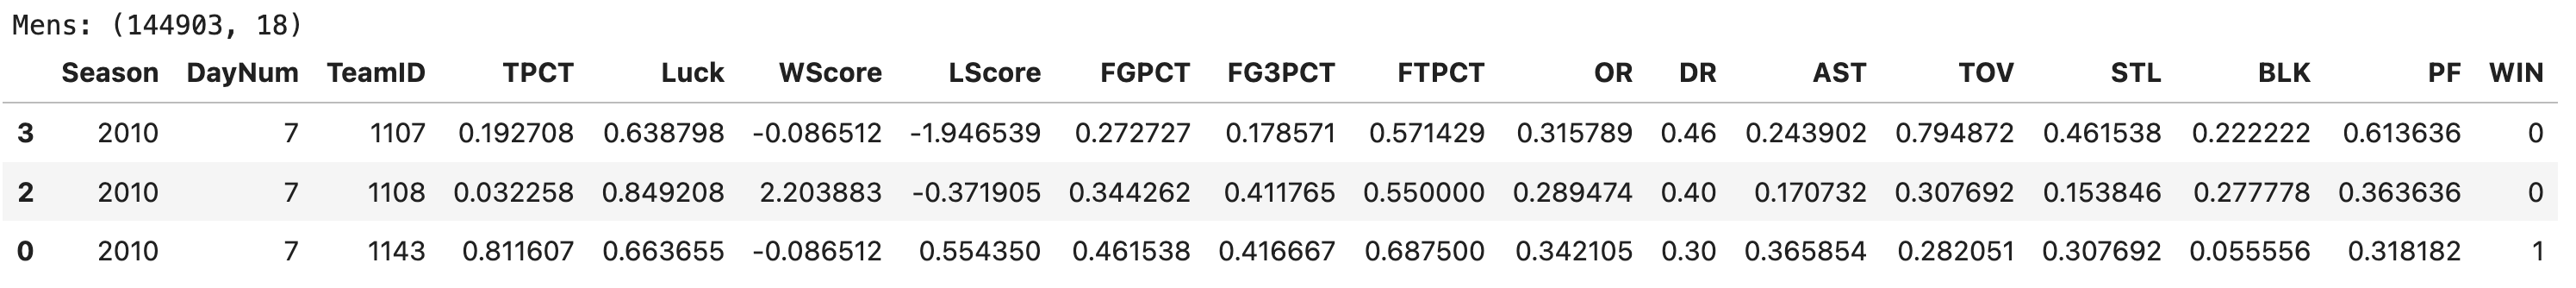 Mens: (144903, 18)
Season DayNum TeamID TPCT Luck WScore LScore FGPCT FG3PCT FTPCT OR DR AST TOV STL BLK PF WIN
3 2010 7 1107 0.192708 0.638798 -0.086512 -1.946539 0.272727 0.178571 0.571429 0.315789 0.46 0.243902 0.794872 0.461538 0.222222 0.613636 0
2 2010 7 1108 0.032258 0.849208 2.203883 -0.371905 0.344262 0.411765 0.550000 0.289474 0.40 0.170732 0.307692 0.153846 0.277778 0.363636 0
0 2010 7 1143 0.811607 0.663655 -0.086512 0.554350 0.461538 0.416667 0.687500 0.342105 0.30 0.365854 0.282051 0.307692 0.055556 0.318182 1